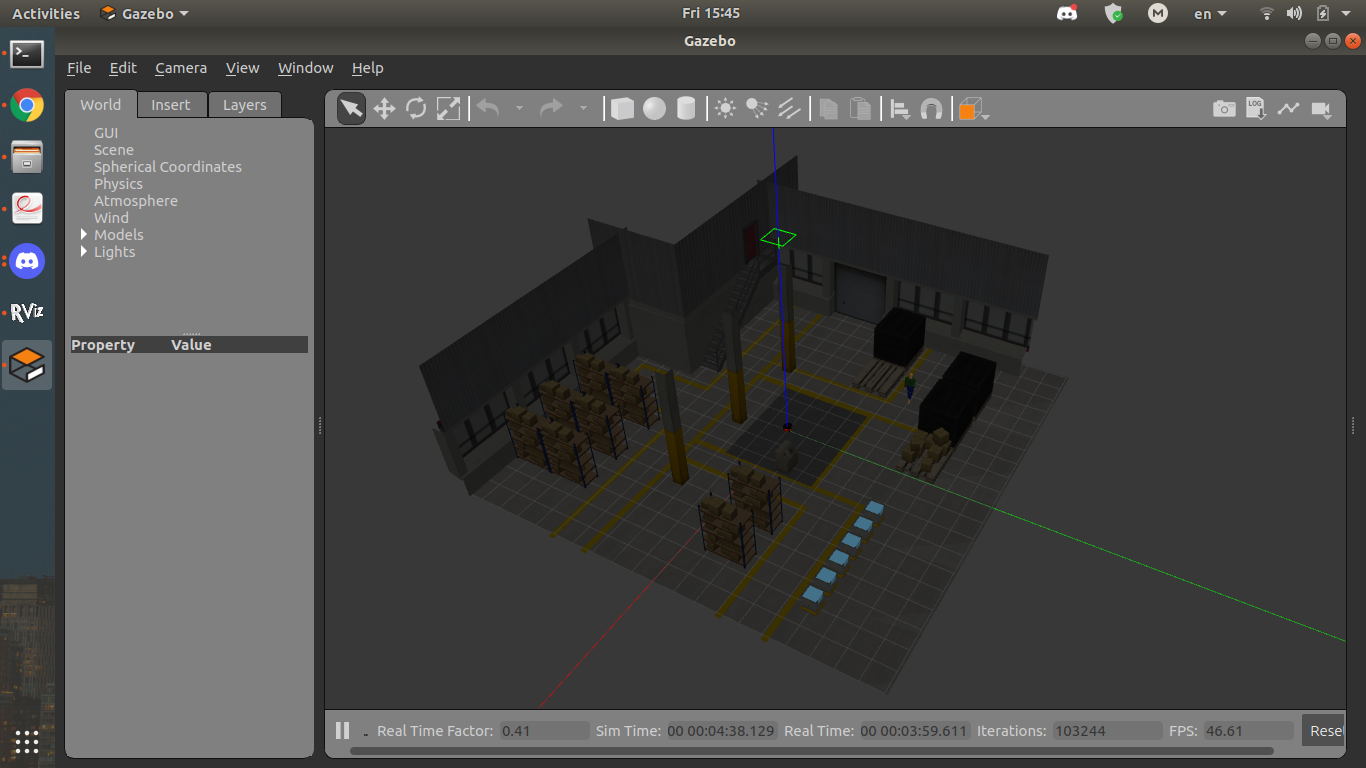 Activities Gazebo Fri 15:45 M en
Gazebo
File Edit Camera View Window Help
World Insert Layers
LOG
GUI
Scene
Spherical Coordinates
Physics
Atmosphere
Wind
Models
Lights
RViz
Property Value
Real Time Factor: 0.41 Sim Time: 00 00:04:38.129 Real Time: 00 00:03:59.611 Iterations: 103244 FPS: 46.61 Rese